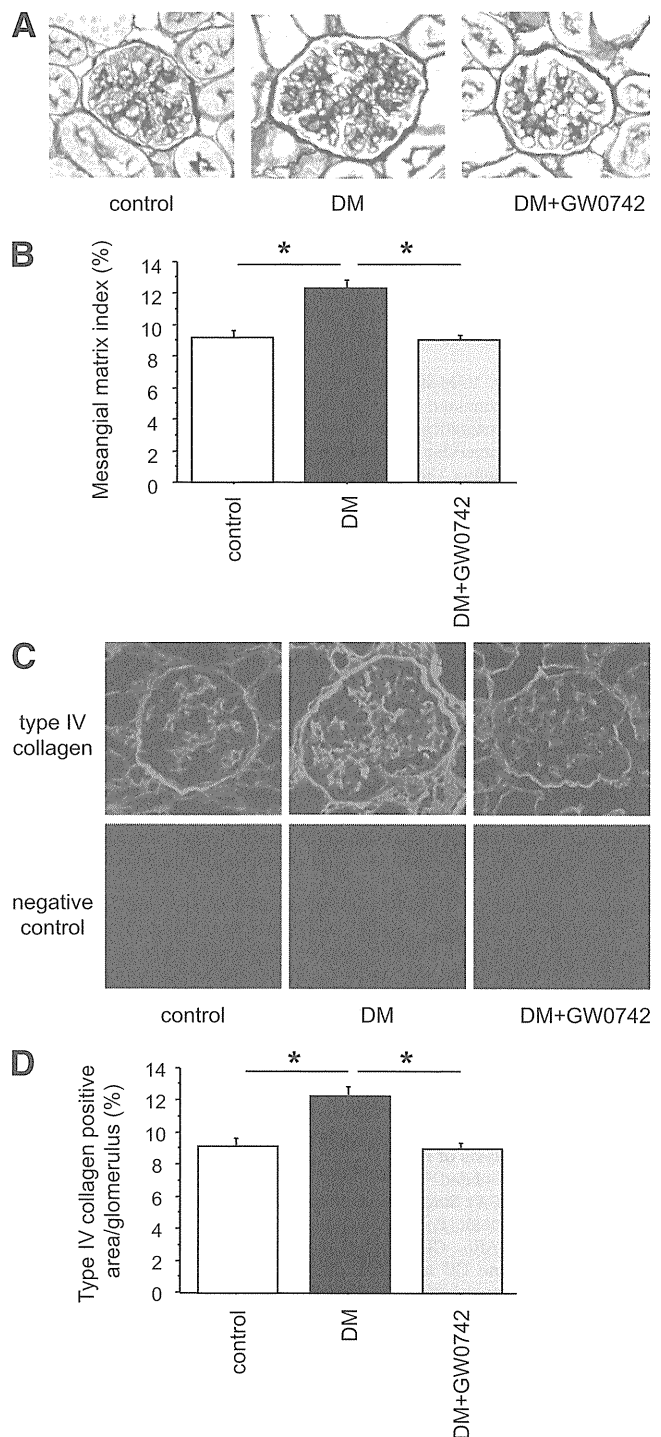 A
control
DM
DM+GW0742
B
Mesangial matrix index (%)
14
12
10
8
6
4
2
0
*
*
control
DM
DM+GW0742
C
type IV
collagen
negative
control
control
DM
DM+GW0742
D
Type IV collagen positive
area/glomerulus (%)
14
12
10
8
6
4
2
0
*
*
control
DM
DM+GW0742